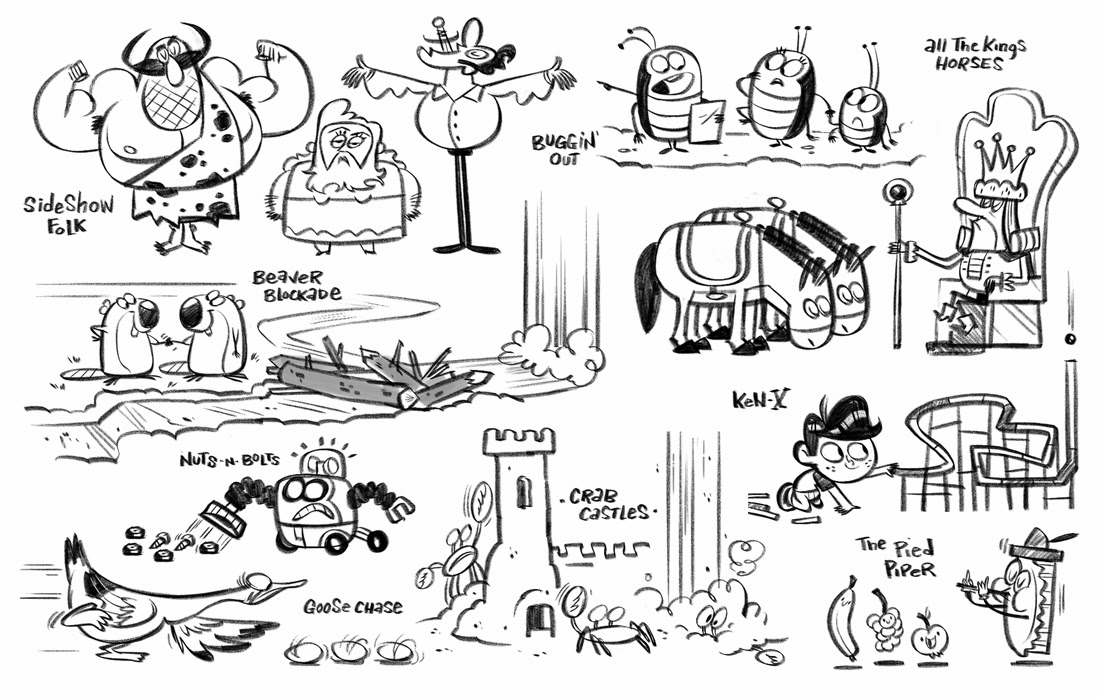 all The Kings
HORSES
BUGGIN'
OUT
SideSHow
FoLK
BeaveR
BLocKade
KeN-X
NUTS-N-BOLTS
. CRaB
CaSTLeS .
The Pied
PiPeR
GooSe CHaSe